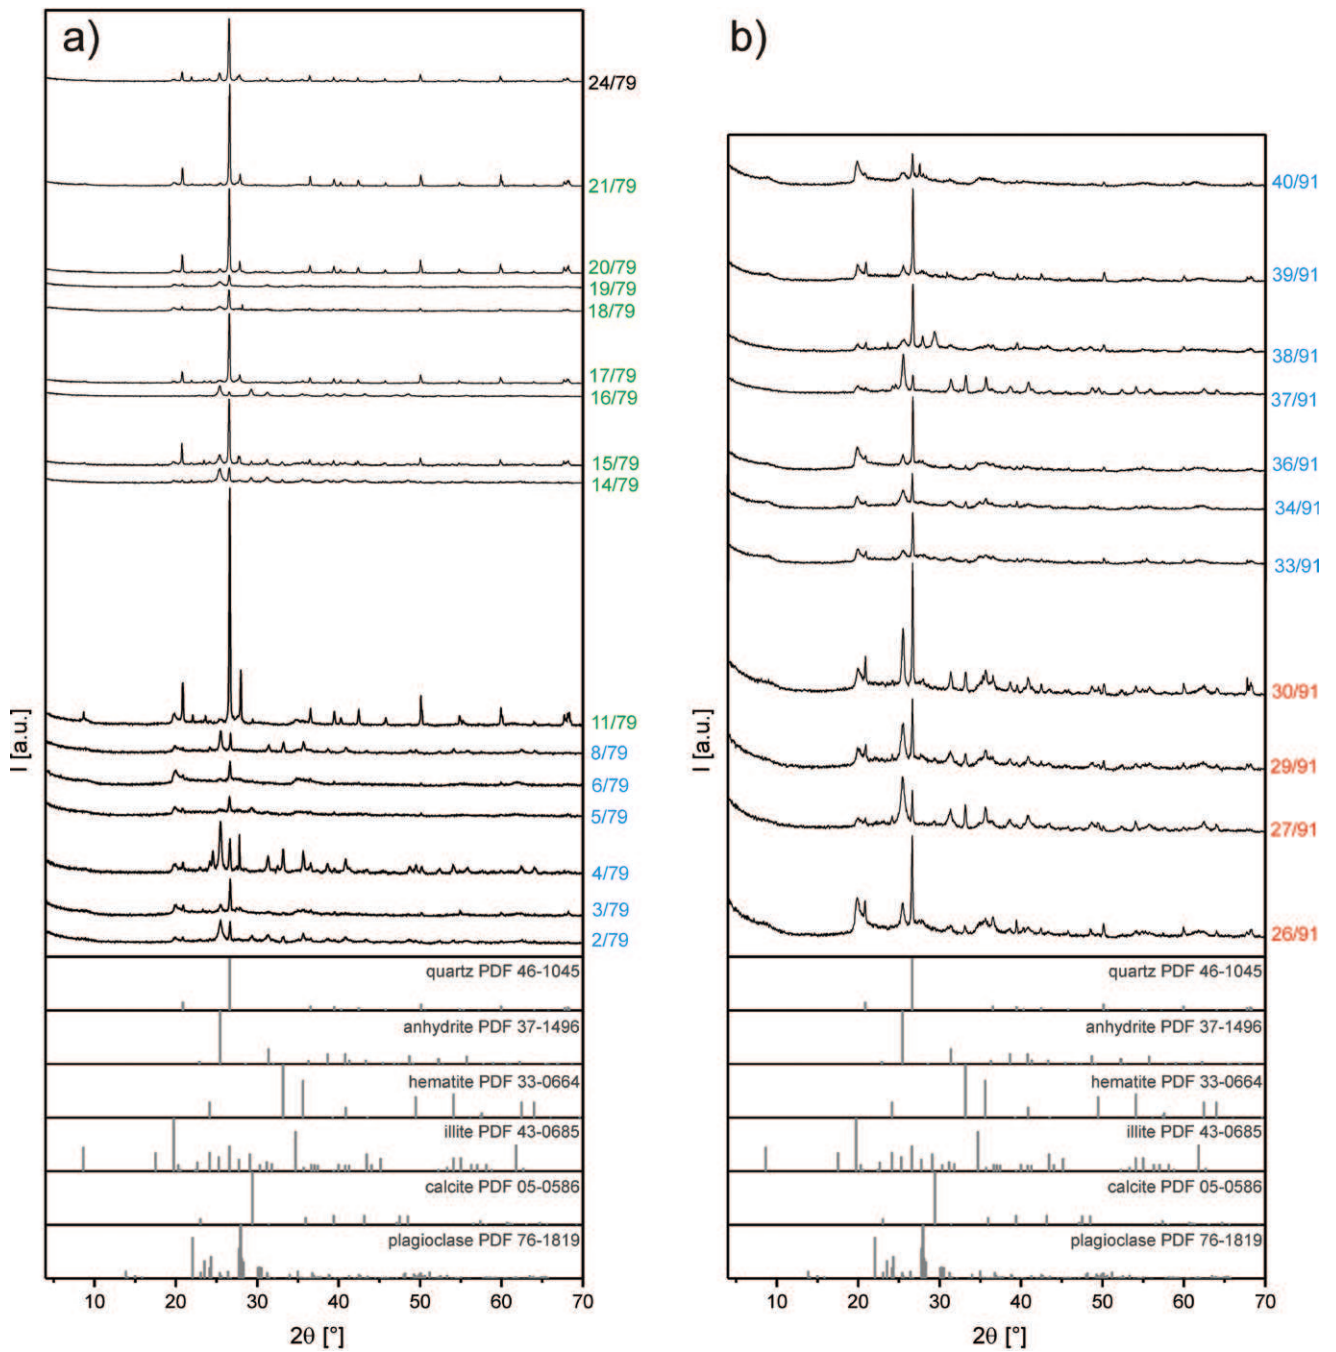 a)
24/79
21/79
20/79
19/79
18/79
17/79
16/79
15/79
14/79
11/79
8/79
6/79
5/79
4/79
3/79
2/79
I [a.u.]
quartz PDF 46-1045
anhydrite PDF 37-1496
hematite PDF 33-0664
illite PDF 43-0685
calcite PDF 05-0586
plagioclase PDF 76-1819
10 20 30 40 50 60 70
2θ [°]
b)
40/91
39/91
38/91
37/91
36/91
34/91
33/91
30/91
29/91
27/91
26/91
I [a.u.]
quartz PDF 46-1045
anhydrite PDF 37-1496
hematite PDF 33-0664
illite PDF 43-0685
calcite PDF 05-0586
plagioclase PDF 76-1819
10 20 30 40 50 60 70
2θ [°]